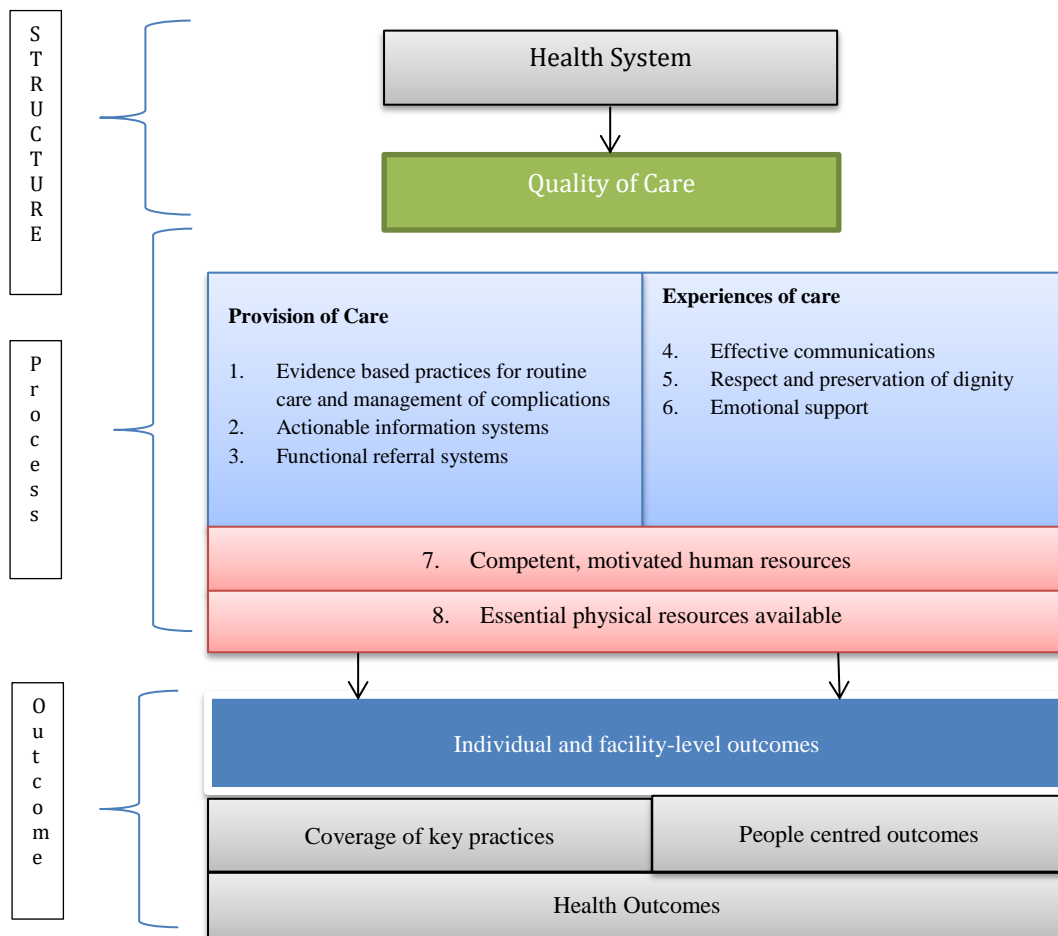 STRUCTURE
Health System
Quality of Care
Process
Provision of Care
1. Evidence based practices for routine
care and management of complications
2. Actionable information systems
3. Functional referral systems
Experiences of care
4. Effective communications
5. Respect and preservation of dignity
6. Emotional support
7. Competent, motivated human resources
8. Essential physical resources available
Outcome
Individual and facility-level outcomes
Coverage of key practices
People centred outcomes
Health Outcomes